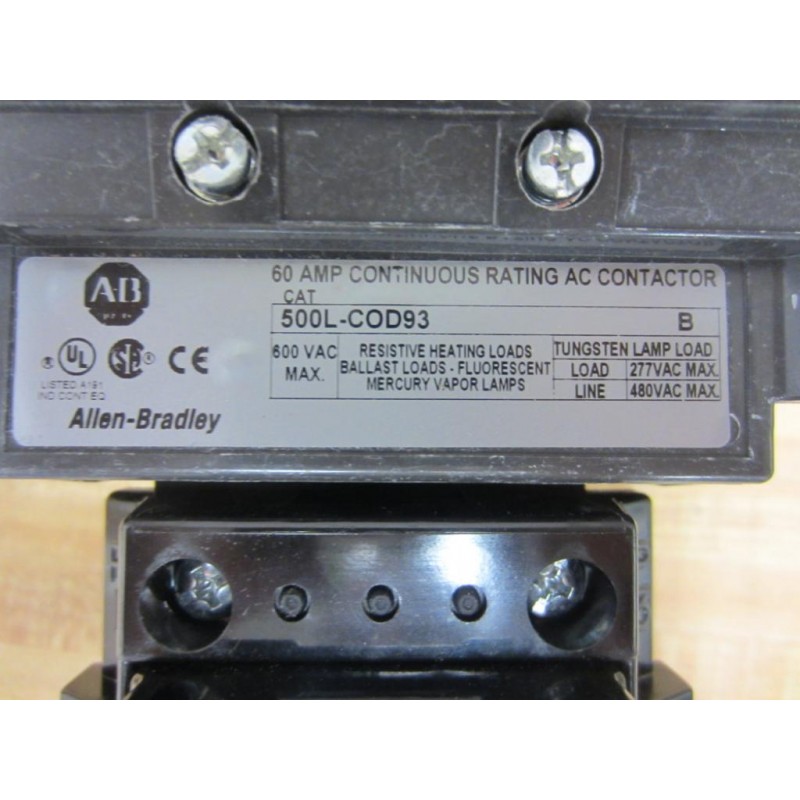 A-B
60 AMP CONTINUOUS RATING AC CONTACTOR
CAT
500L-COD93 B
UL SA CE
LISTED A191
IND CONT EQ
Allen-Bradley
600 VAC MAX.
RESISTIVE HEATING LOADS
BALLAST LOADS - FLUORESCENT
MERCURY VAPOR LAMPS
TUNGSTEN LAMP LOAD
LOAD 277VAC MAX.
LINE 480VAC MAX.